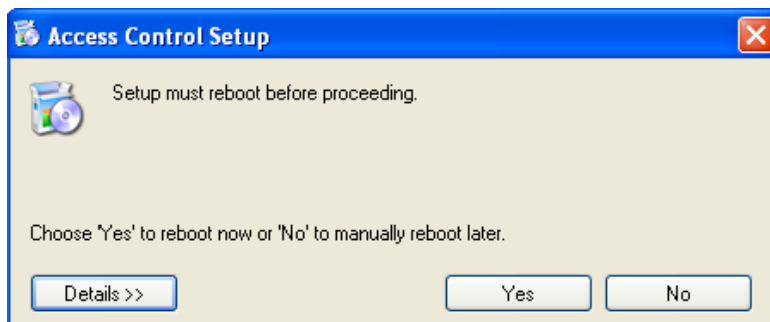 Access Control Setup
Setup must reboot before proceeding.
Choose 'Yes' to reboot now or 'No' to manually reboot later.
Details >>
Yes
No